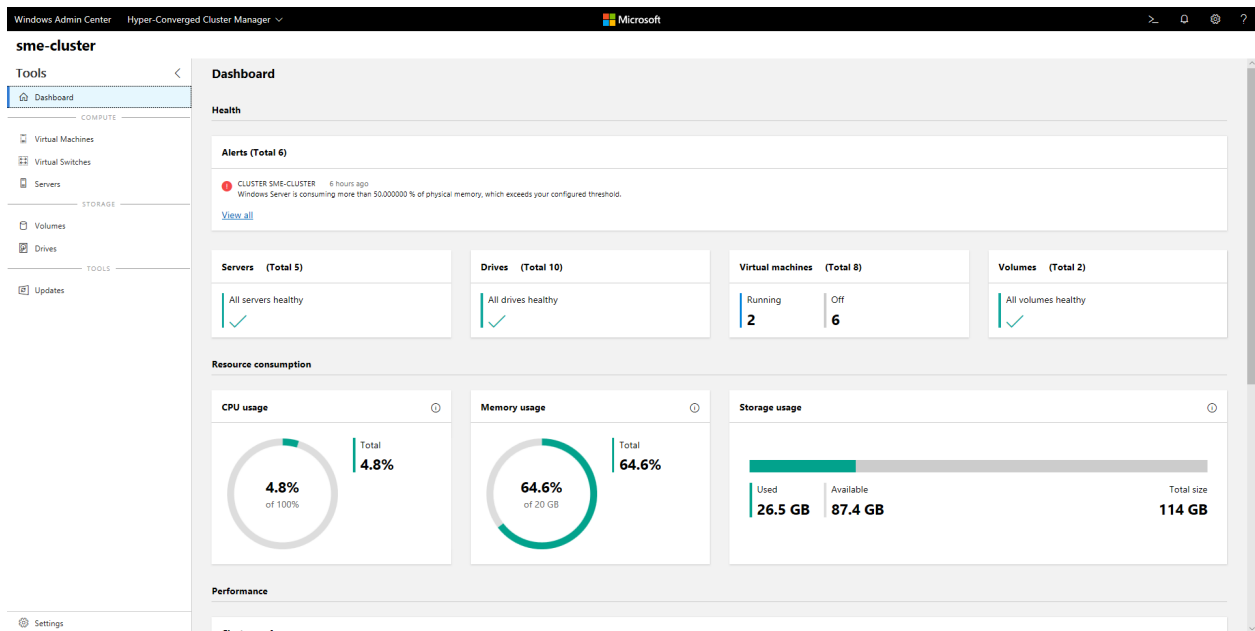 Windows Admin Center Hyper-Converged Cluster Manager Microsoft >_ ?
sme-cluster
Tools
Dashboard
COMPUTE
Virtual Machines
Virtual Switches
Servers
STORAGE
Volumes
Drives
TOOLS
Updates
Settings
Dashboard
Health
Alerts (Total 6)
CLUSTER SME-CLUSTER 6 hours ago
Windows Server is consuming more than 50.000000 % of physical memory, which exceeds your configured threshold.
View all
Servers (Total 5)
All servers healthy
Drives (Total 10)
All drives healthy
Virtual machines (Total 8)
Running Off
2 6
Volumes (Total 2)
All volumes healthy
Resource consumption
CPU usage
4.8%
of 100%
Total
4.8%
Memory usage
64.6%
of 20 GB
Total
64.6%
Storage usage
Used Available Total size
26.5 GB 87.4 GB 114 GB
Performance